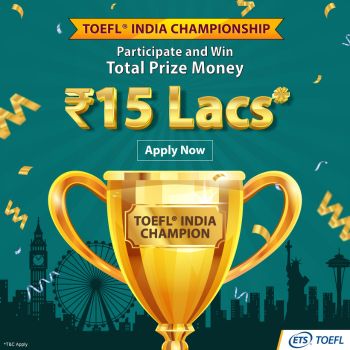 TOEFL® INDIA CHAMPIONSHIP
Participate and Win
Total Prize Money
₹15 Lacs*
Apply Now
TOEFL® INDIA
CHAMPION
*T&C Apply
ETS TOEFL